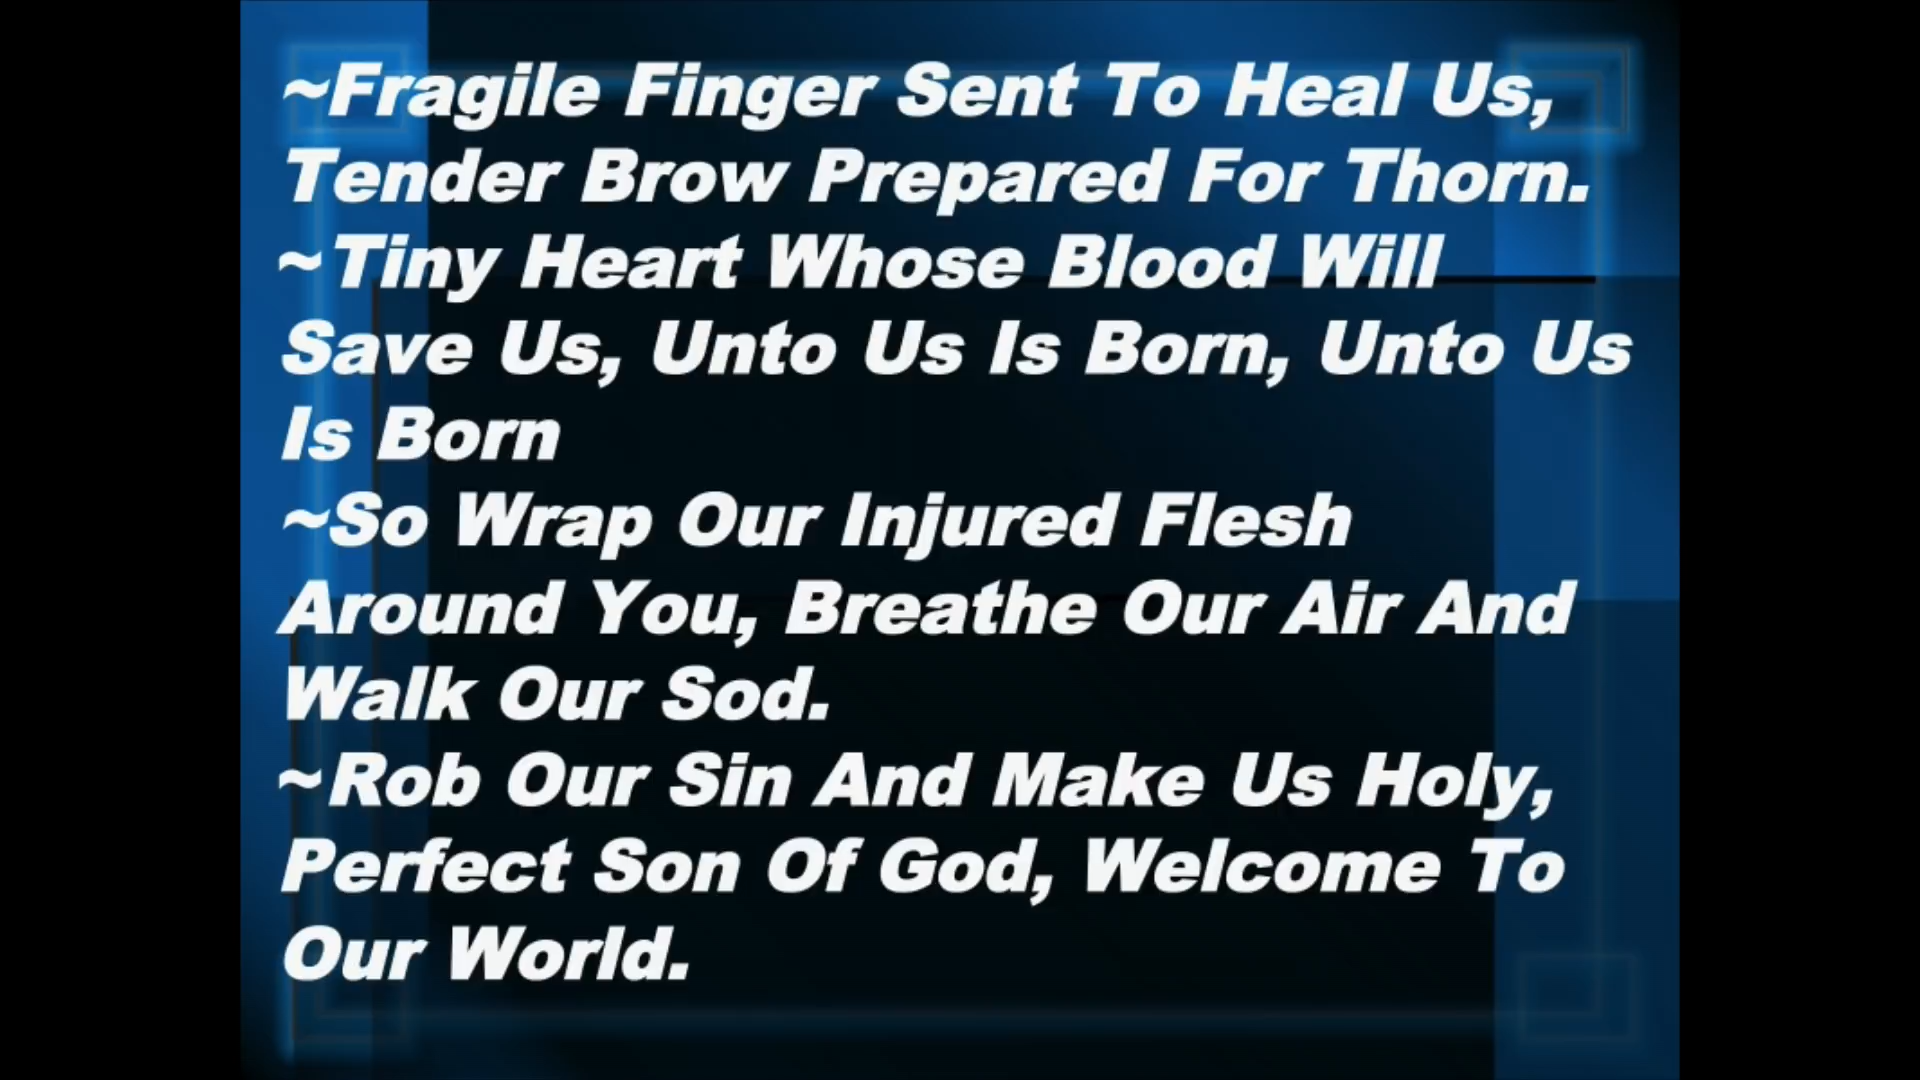 ~Fragile Finger Sent To Heal Us,
Tender Brow Prepared For Thorn.
~Tiny Heart Whose Blood Will
Save Us, Unto Us Is Born, Unto Us
Is Born
~So Wrap Our Injured Flesh
Around You, Breathe Our Air And
Walk Our Sod.
~Rob Our Sin And Make Us Holy,
Perfect Son Of God, Welcome To
Our World.